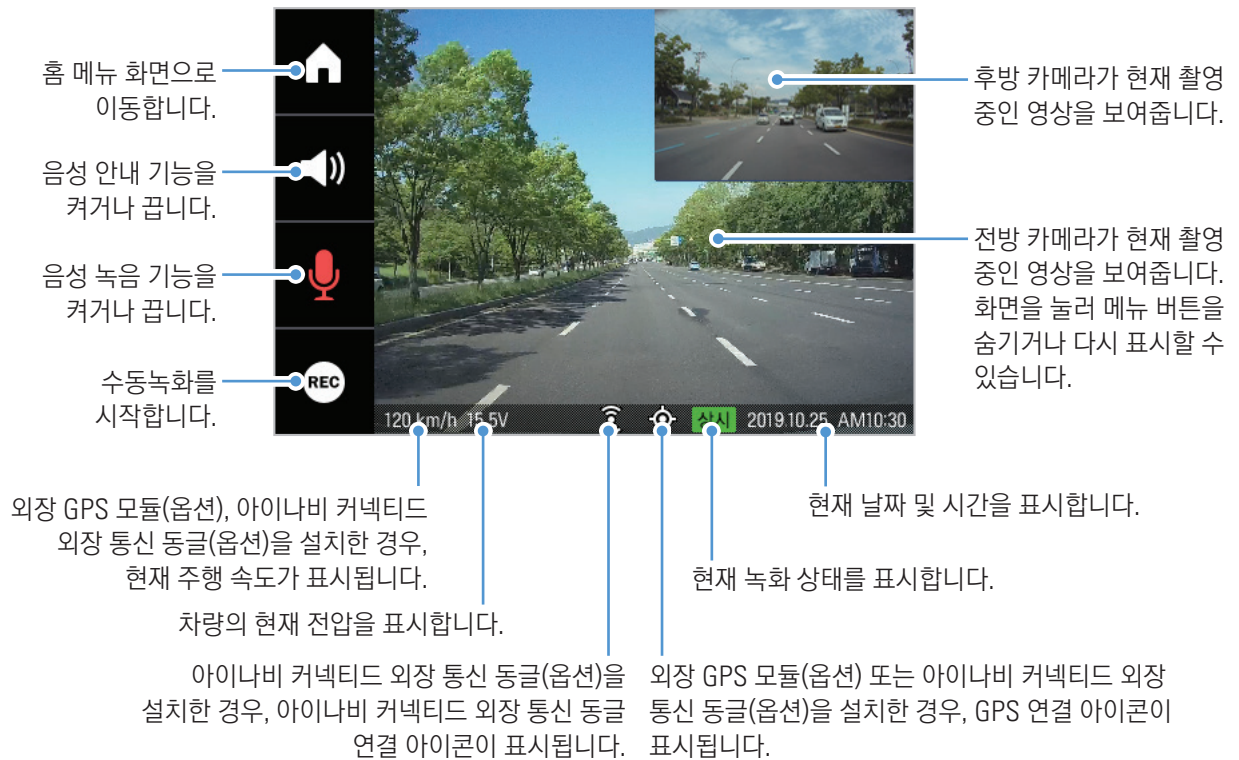 홈 메뉴 화면으로
이동합니다.
음성 안내 기능을
켜거나 끕니다.
음성 녹음 기능을
켜거나 끕니다.
수동녹화를
시작합니다.
REC
후방 카메라가 현재 촬영
중인 영상을 보여줍니다.
전방 카메라가 현재 촬영
중인 영상을 보여줍니다.
화면을 눌러 메뉴 버튼을
숨기거나 다시 표시할 수
있습니다.
120 km/h 15.5V 상시 2019.10.25 AM10:30
외장 GPS 모듈(옵션), 아이나비 커넥티드
외장 통신 동글(옵션)을 설치한 경우,
현재 주행 속도가 표시됩니다.
차량의 현재 전압을 표시합니다.
아이나비 커넥티드 외장 통신 동글(옵션)을
설치한 경우, 아이나비 커넥티드 외장 통신 동글
연결 아이콘이 표시됩니다.
현재 날짜 및 시간을 표시합니다.
현재 녹화 상태를 표시합니다.
외장 GPS 모듈(옵션) 또는 아이나비 커넥티드 외장
통신 동글(옵션)을 설치한 경우, GPS 연결 아이콘이
표시됩니다.